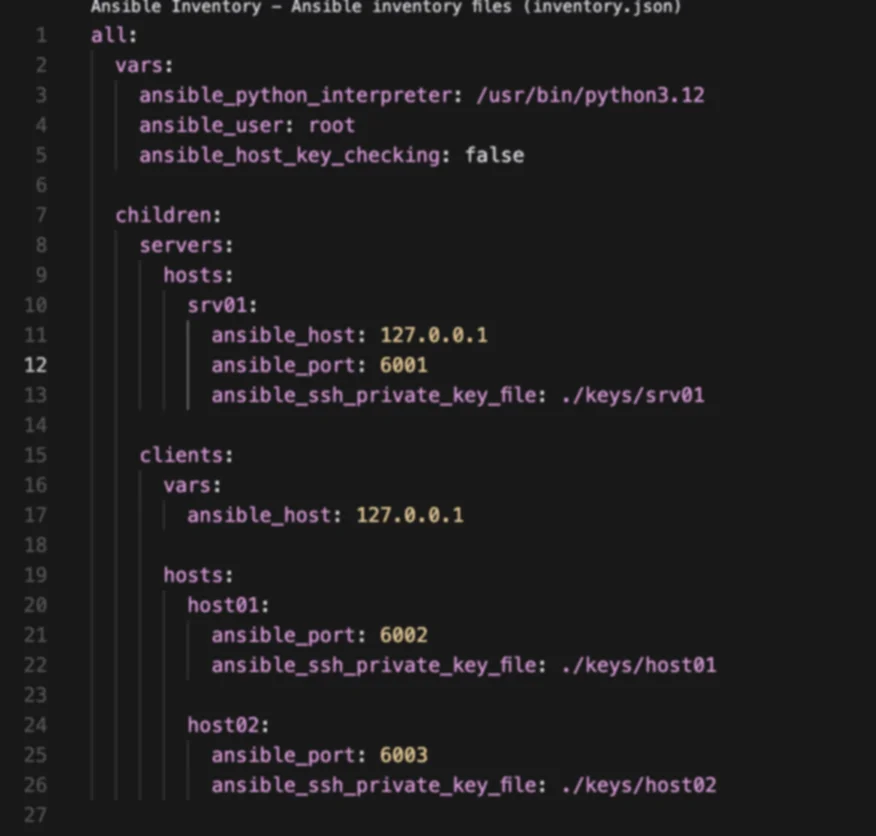 Ansible Inventory – Ansible inventory files (inventory.json)
1 all:
2 vars:
3 ansible_python_interpreter: /usr/bin/python3.12
4 ansible_user: root
5 ansible_host_key_checking: false
6
7 children:
8 servers:
9 hosts:
10 srv01:
11 ansible_host: 127.0.0.1
12 ansible_port: 6001
13 ansible_ssh_private_key_file: ./keys/srv01
14
15 clients:
16 vars:
17 ansible_host: 127.0.0.1
18
19 hosts:
20 host01:
21 ansible_port: 6002
22 ansible_ssh_private_key_file: ./keys/host01
23
24 host02:
25 ansible_port: 6003
26 ansible_ssh_private_key_file: ./keys/host02
27